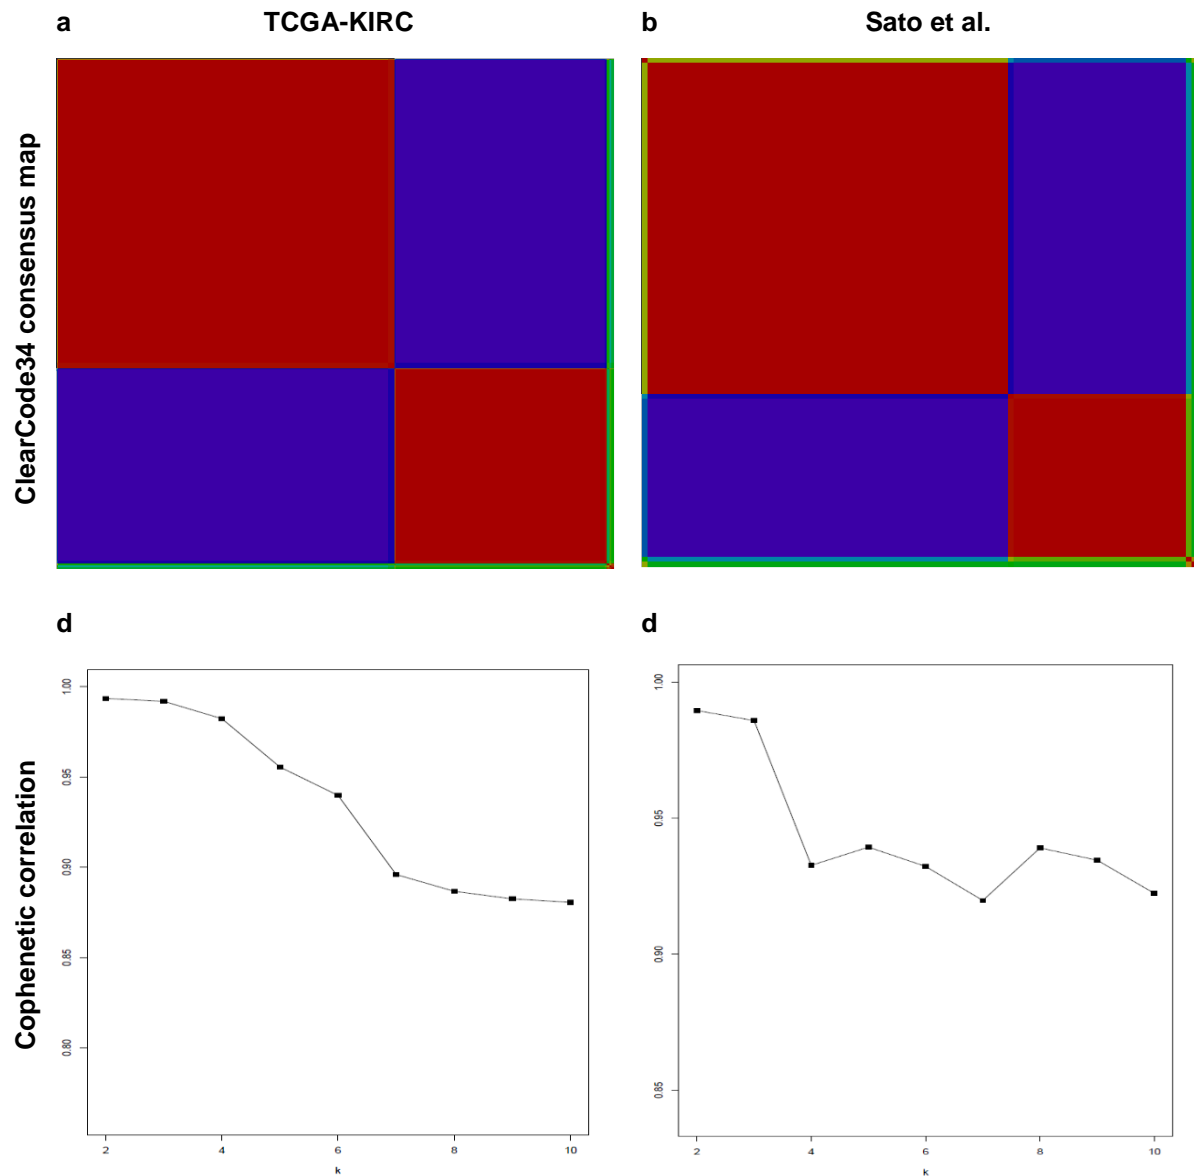 a
TCGA-KIRC
b
Sato et al.
ClearCode34 consensus map
d
d
Cophenetic correlation
1.00
0.95
0.90
0.85
0.80
2
4
6
8
10
k
1.00
0.95
0.90
0.85
2
4
6
8
10
k